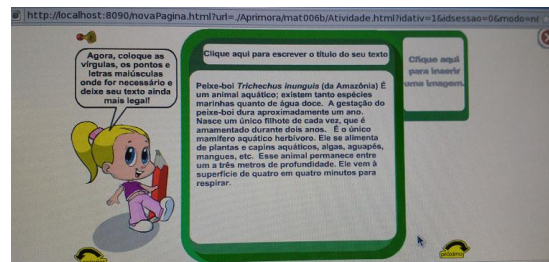 http://localhost:8090/novaPagina.html?url=./Aprimora/mat006b/Atividade.html?idativ=1&idsessao=0&modo=n
Agora, coloque as
vírgulas, os pontos e
letras maiúsculas
onde for necessário e
deixe seu texto ainda
mais legal!
Clique aqui para escrever o título do seu texto
Clique aqui
para inserir
uma imagem.
Peixe-boi Trichechus inunguis (da Amazônia) É
um animal aquático; existem tanto espécies
marinhas quanto de água doce. A gestação do
peixe-boi dura aproximadamente um ano.
Nasce um único filhote de cada vez, que é
amamentado durante dois anos. É o único
mamífero aquático herbívoro. Ele se alimenta
de plantas e capins aquáticos, algas, aguapés,
mangues, etc. Esse animal permanece entre
um a três metros de profundidade. Ele vem à
superfície de quatro em quatro minutos para
respirar.
próximo